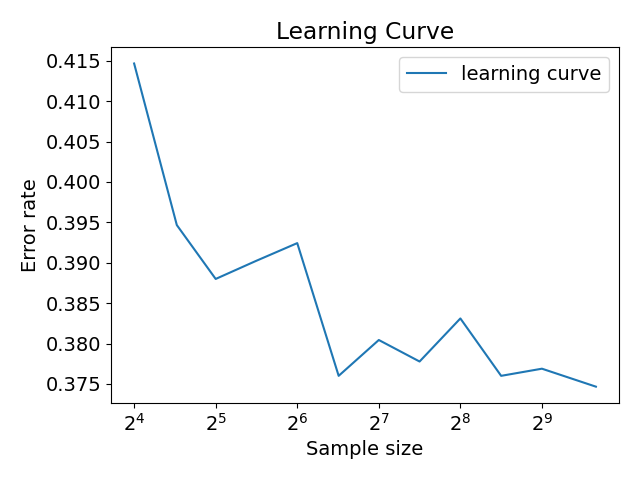 Learning Curve
learning curve
0.415
0.410
0.405
0.400
0.395
0.390
0.385
0.380
0.375
Error rate
2⁴ 2⁵ 2⁶ 2⁷ 2⁸ 2⁹
Sample size